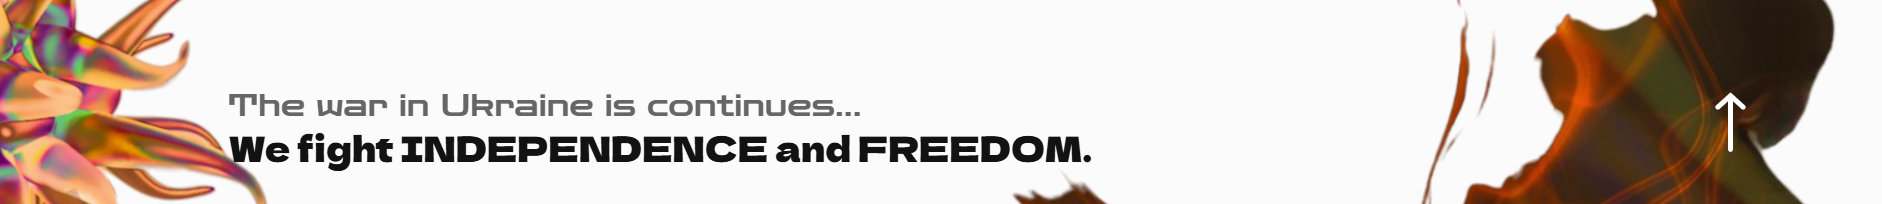 The war in Ukraine is continues...
We fight INDEPENDENCE and FREEDOM.